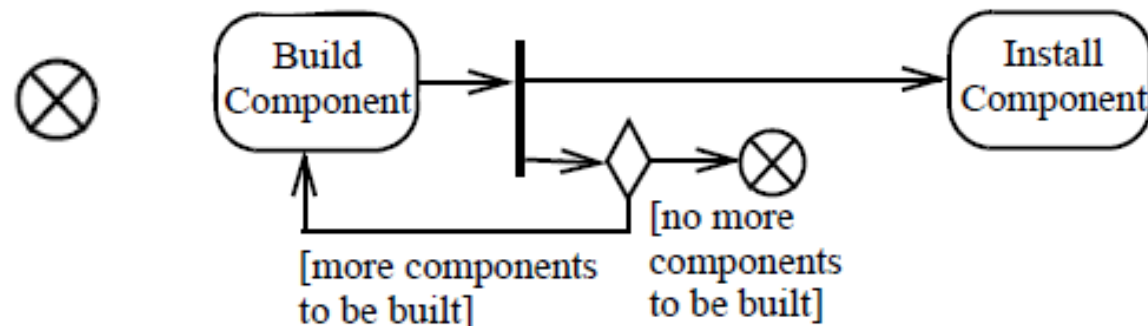 Build
Component
Install
Component
[no more
components
to be built]
[more components
to be built]